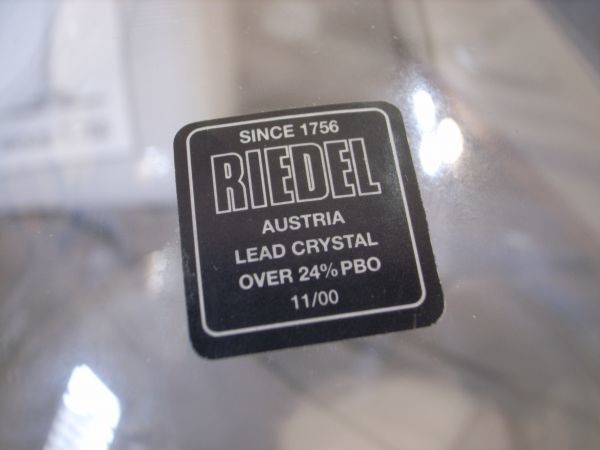 SINCE 1756
RIEDEL
AUSTRIA
LEAD CRYSTAL
OVER 24% PBO
11/00